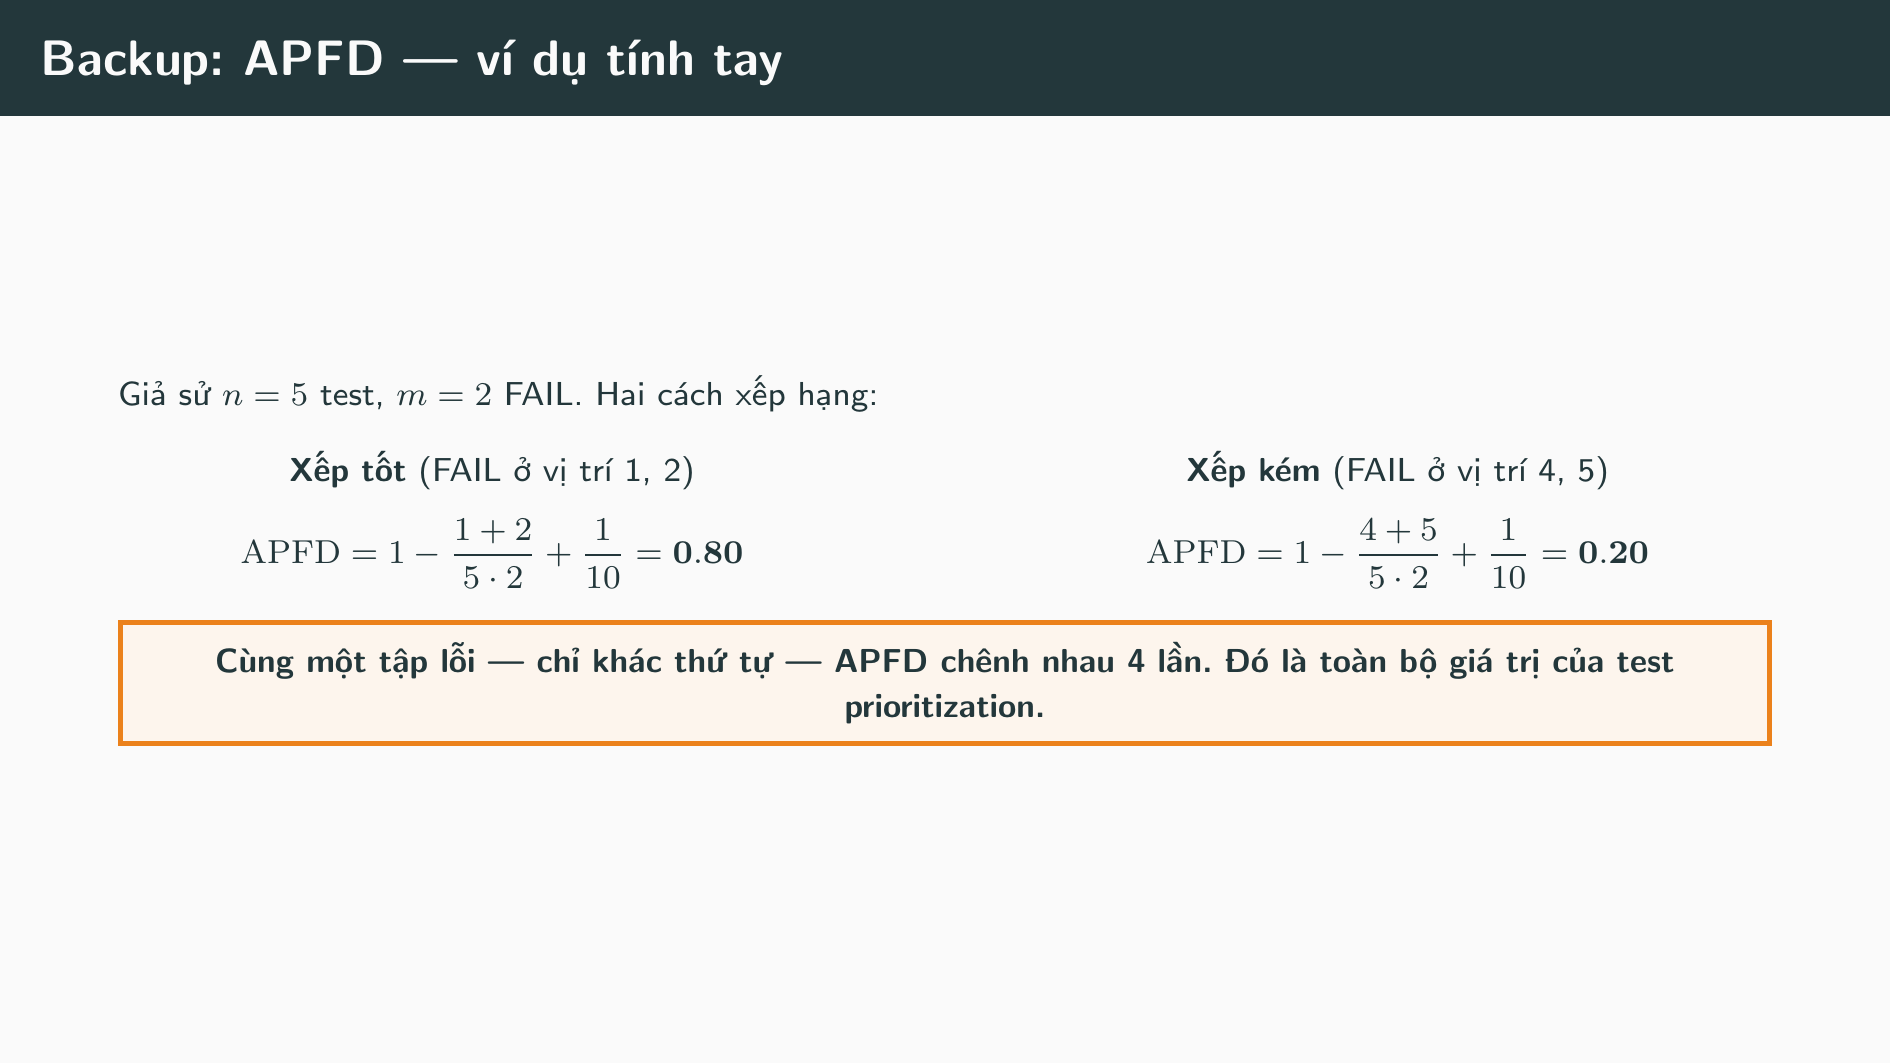 Backup: APFD — ví dụ tính tay
Giả sử n = 5 test, m = 2 FAIL. Hai cách xếp hạng:
Xếp tốt (FAIL ở vị trí 1, 2)
APFD = 1 − (1 + 2)/(5 · 2) + 1/10 = 0.80
Xếp kém (FAIL ở vị trí 4, 5)
APFD = 1 − (4 + 5)/(5 · 2) + 1/10 = 0.20
Cùng một tập lỗi — chỉ khác thứ tự — APFD chênh nhau 4 lần. Đó là toàn bộ giá trị của test
prioritization.